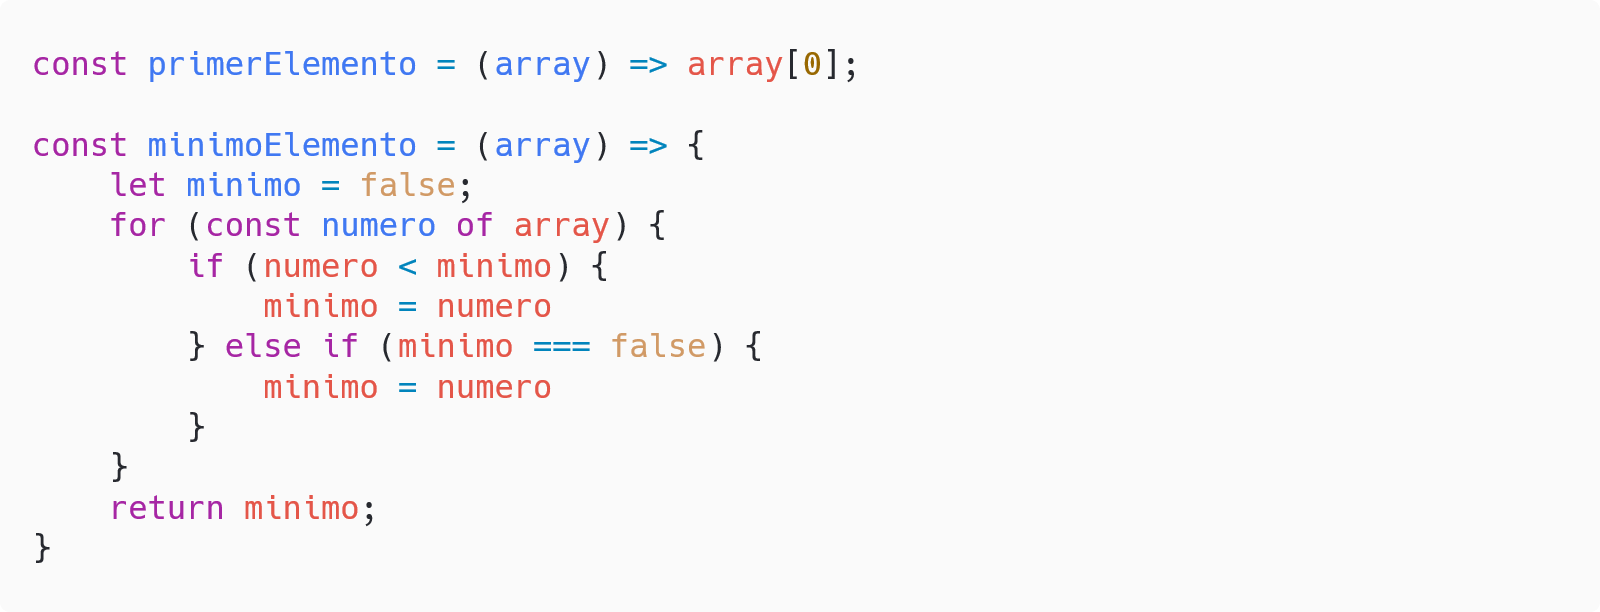 const primerElemento = (array) => array[0];

const minimoElemento = (array) => {
    let minimo = false;
    for (const numero of array) {
        if (numero < minimo) {
            minimo = numero
        } else if (minimo === false) {
            minimo = numero
        }
    }
    return minimo;
}